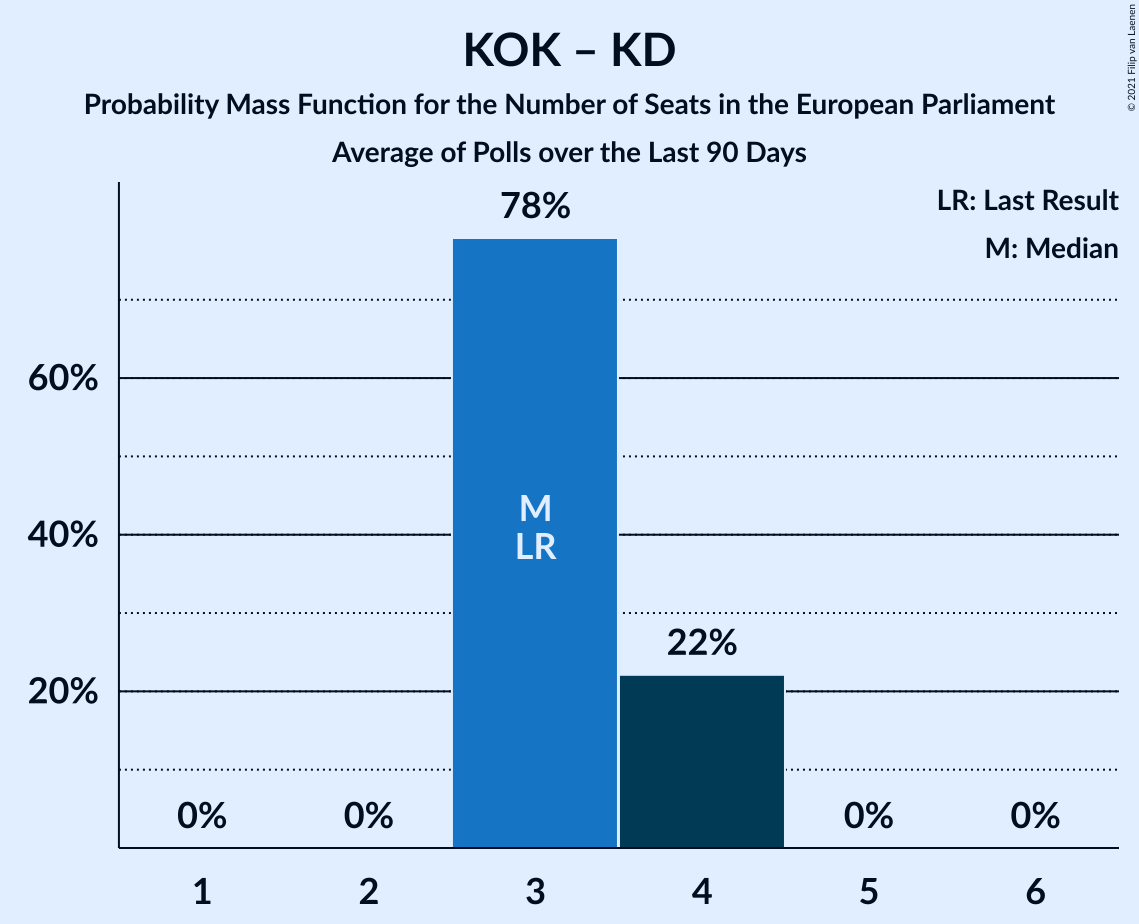 KOK – KD
Probability Mass Function for the Number of Seats in the European Parliament
Average of Polls over the Last 90 Days
© 2021 Filip van Laenen
LR: Last Result
M: Median
78%
60%
M
40%
LR
22%
20%
0%
0%
0%
0%
1
2
3
4
5
6